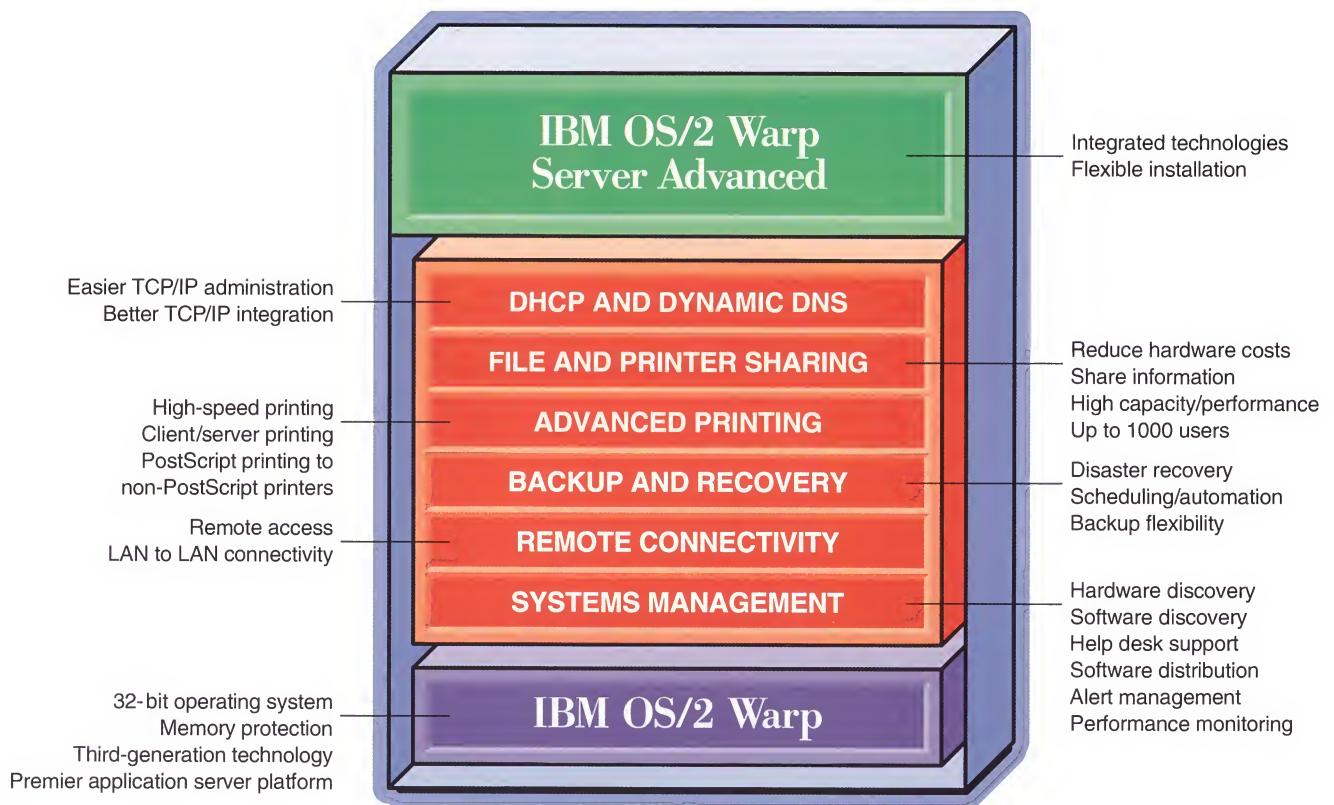 IBM OS/2 Warp
Server Advanced
Integrated technologies
Flexible installation
Easier TCP/IP administration
Better TCP/IP integration
DHCP AND DYNAMIC DNS
FILE AND PRINTER SHARING
Reduce hardware costs
Share information
High capacity/performance
Up to 1000 users
High-speed printing
Client/server printing
PostScript printing to
non-PostScript printers
ADVANCED PRINTING
BACKUP AND RECOVERY
Disaster recovery
Scheduling/automation
Backup flexibility
Remote access
LAN to LAN connectivity
REMOTE CONNECTIVITY
SYSTEMS MANAGEMENT
Hardware discovery
Software discovery
Help desk support
Software distribution
Alert management
Performance monitoring
32-bit operating system
Memory protection
Third-generation technology
Premier application server platform
IBM OS/2 Warp